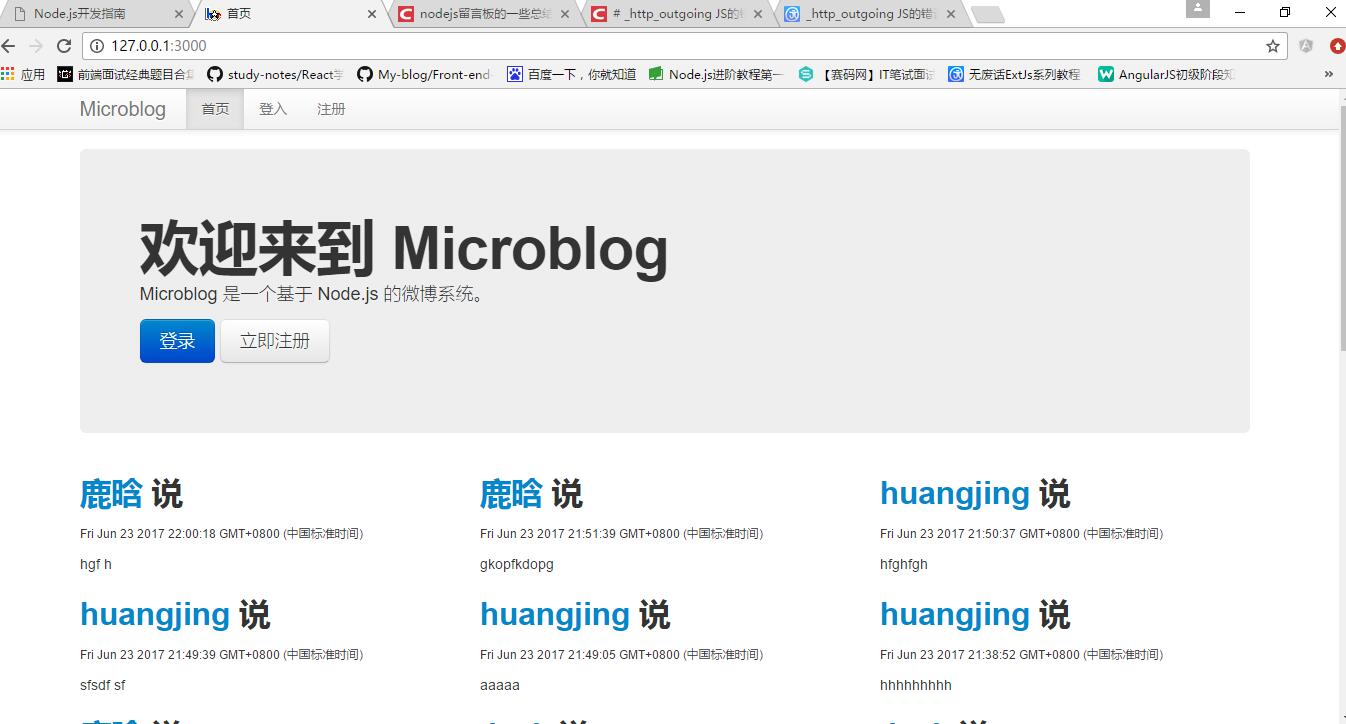 Node.js开发指南
首页
nodejs留言板的一些总结
# _http_outgoing JS的错
_http_outgoing JS的错
127.0.0.1:3000
应用
前端面试经典题目合集
study-notes/React学
My-blog/Front-end-
百度一下，你就知道
Node.js进阶教程第一
【赛码网】IT笔试面试
无废话ExtJs系列教程
AngularJS初级阶段知
»
Microblog
首页
登入
注册
欢迎来到 Microblog
Microblog 是一个基于 Node.js 的微博系统。
登录
立即注册
鹿晗 说
Fri Jun 23 2017 22:00:18 GMT+0800 (中国标准时间)
hgf h
鹿晗 说
Fri Jun 23 2017 21:51:39 GMT+0800 (中国标准时间)
gkopfkdopg
huangjing 说
Fri Jun 23 2017 21:50:37 GMT+0800 (中国标准时间)
hfghfgh
huangjing 说
Fri Jun 23 2017 21:49:39 GMT+0800 (中国标准时间)
sfsdf sf
huangjing 说
Fri Jun 23 2017 21:49:05 GMT+0800 (中国标准时间)
aaaaa
huangjing 说
Fri Jun 23 2017 21:38:52 GMT+0800 (中国标准时间)
hhhhhhhhh